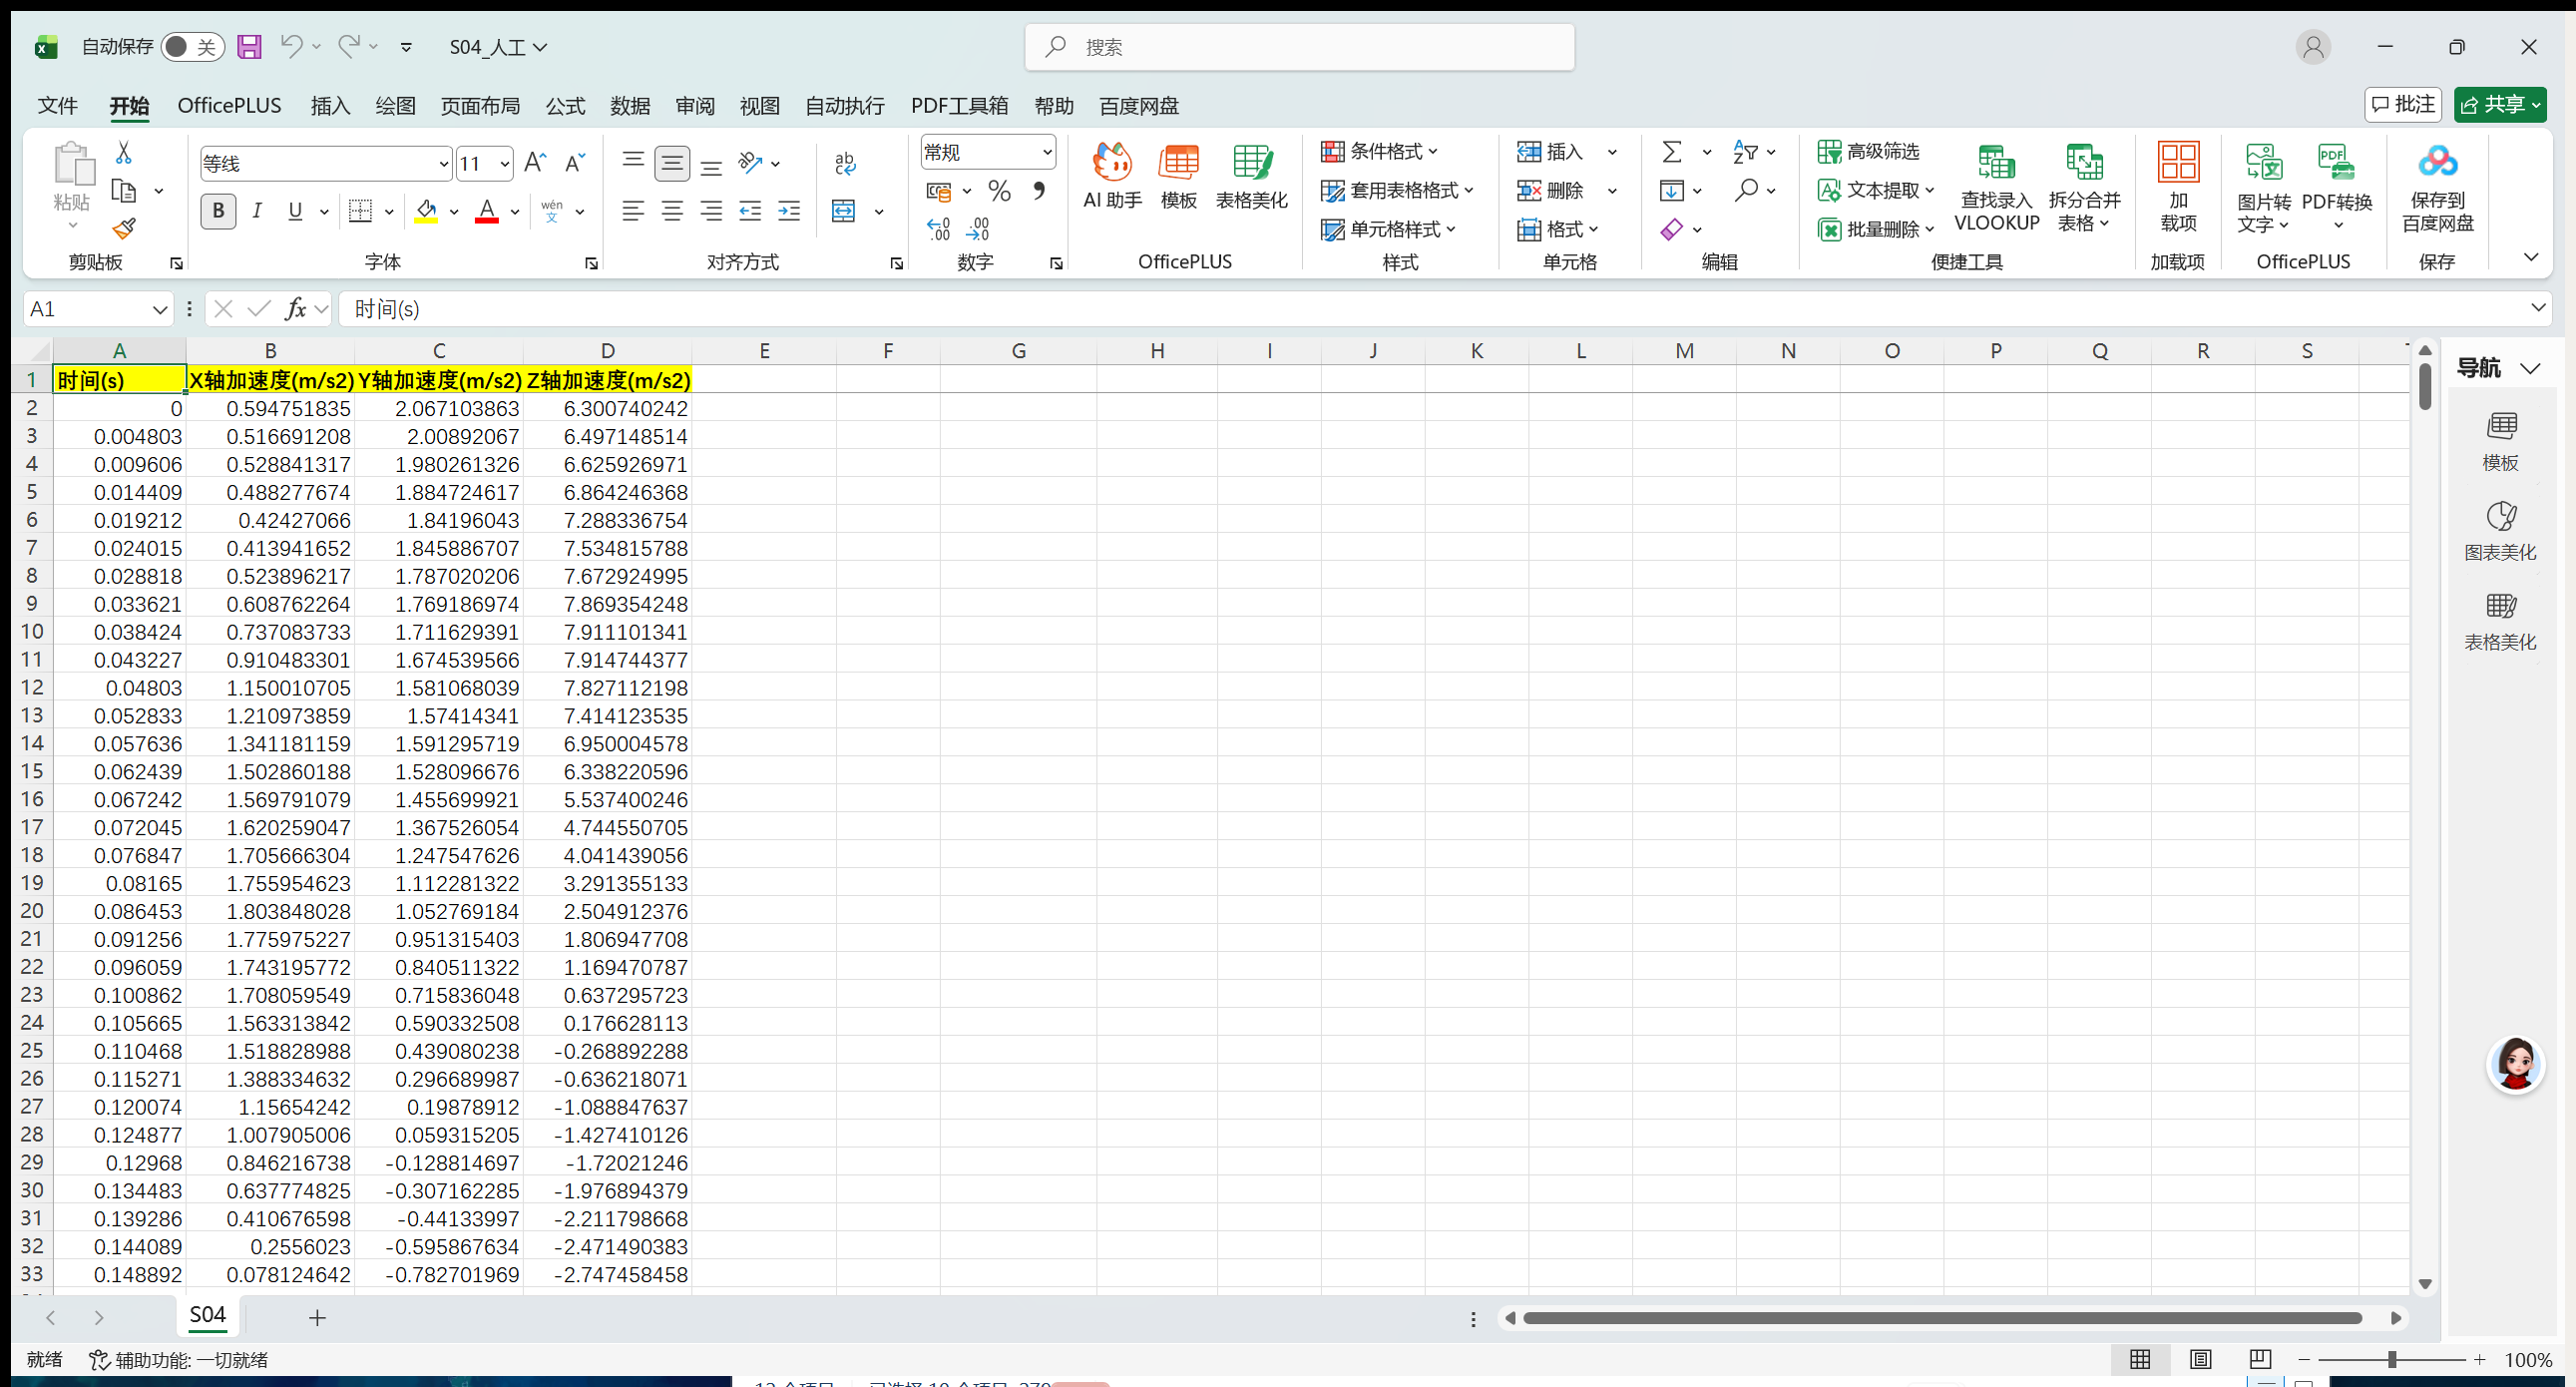 自动保存 关 S04_人工 搜索
文件 开始 OfficePLUS 插入 绘图 页面布局 公式 数据 审阅 视图 自动执行 PDF工具箱 帮助 百度网盘 批注 共享
粘贴 等线 11 常规 AI 助手 模板 表格美化 条件格式 套用表格格式 单元格样式 插入 删除 格式 高级筛选 文本提取 批量删除 查找录入 VLOOKUP 拆分合并 表格 加 载项 图片转 文字 PDF转换 保存到 百度网盘
剪贴板 字体 对齐方式 数字 OfficePLUS 样式 单元格 编辑 便捷工具 加载项 OfficePLUS 保存
A1 fx 时间(s)
A B C D E F G H I J K L M N O P Q R S
1 时间(s) X轴加速度(m/s2) Y轴加速度(m/s2) Z轴加速度(m/s2)
2 0 0.594751835 2.067103863 6.300740242
3 0.004803 0.516691208 2.00892067 6.497148514
4 0.009606 0.528841317 1.980261326 6.625926971
5 0.014409 0.488277674 1.884724617 6.864246368
6 0.019212 0.42427066 1.84196043 7.288336754
7 0.024015 0.413941652 1.845886707 7.534815788
8 0.028818 0.523896217 1.787020206 7.672924995
9 0.033621 0.608762264 1.769186974 7.869354248
10 0.038424 0.737083733 1.711629391 7.911101341
11 0.043227 0.910483301 1.674539566 7.914744377
12 0.04803 1.150010705 1.581068039 7.827112198
13 0.052833 1.210973859 1.57414341 7.414123535
14 0.057636 1.341181159 1.591295719 6.950004578
15 0.062439 1.502860188 1.528096676 6.338220596
16 0.067242 1.569791079 1.455699921 5.537400246
17 0.072045 1.620259047 1.367526054 4.744550705
18 0.076847 1.705666304 1.247547626 4.041439056
19 0.08165 1.755954623 1.112281322 3.291355133
20 0.086453 1.803848028 1.052769184 2.504912376
21 0.091256 1.775975227 0.951315403 1.806947708
22 0.096059 1.743195772 0.840511322 1.169470787
23 0.100862 1.708059549 0.715836048 0.637295723
24 0.105665 1.563313842 0.590332508 0.176628113
25 0.110468 1.518828988 0.439080238 -0.268892288
26 0.115271 1.388334632 0.296689987 -0.636218071
27 0.120074 1.15654242 0.19878912 -1.088847637
28 0.124877 1.007905006 0.059315205 -1.427410126
29 0.12968 0.846216738 -0.128814697 -1.72021246
30 0.134483 0.637774825 -0.307162285 -1.976894379
31 0.139286 0.410676598 -0.44133997 -2.211798668
32 0.144089 0.2556023 -0.595867634 -2.471490383
33 0.148892 0.078124642 -0.782701969 -2.747458458
导航
模板
图表美化
表格美化
S04
就绪 辅助功能: 一切就绪 100%